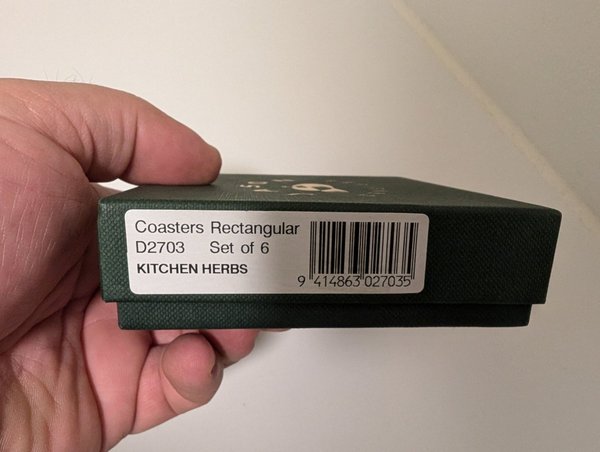 Coasters Rectangular
D2703 Set of 6
KITCHEN HERBS
9 414863 027035